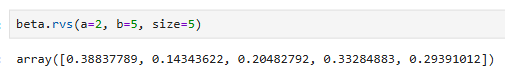 beta.rvs(a=2, b=5, size=5)
array([0.38837789, 0.14343622, 0.20482792, 0.33284883, 0.29391012])